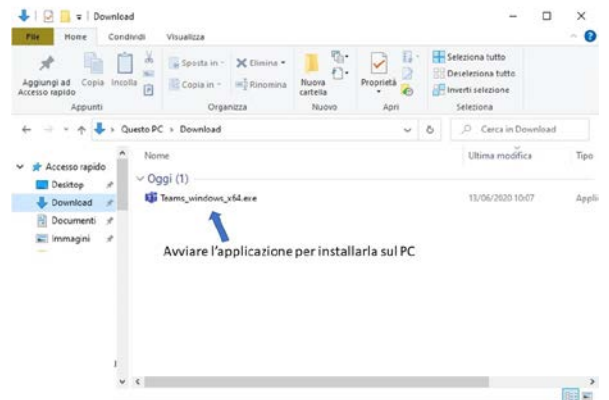 Download
File Home Condividi Visualizza
Aggiungi ad Accesso rapido
Copia
Incolla
Sposta in
Copia in
Elimina
Rinomina
Nuova cartella
Proprietà
Seleziona tutto
Deseleziona tutto
Inverti selezione
Appunti Organizza Nuovo Apri Seleziona
Questo PC > Download
Cerca in Download
Accesso rapido
Desktop
Download
Documenti
Immagini
Nome Ultima modifica Tipo
Oggi (1)
Teams_windows_x64.exe 13/06/2020 10:07 Appli
Avviare l'applicazione per installarla sul PC